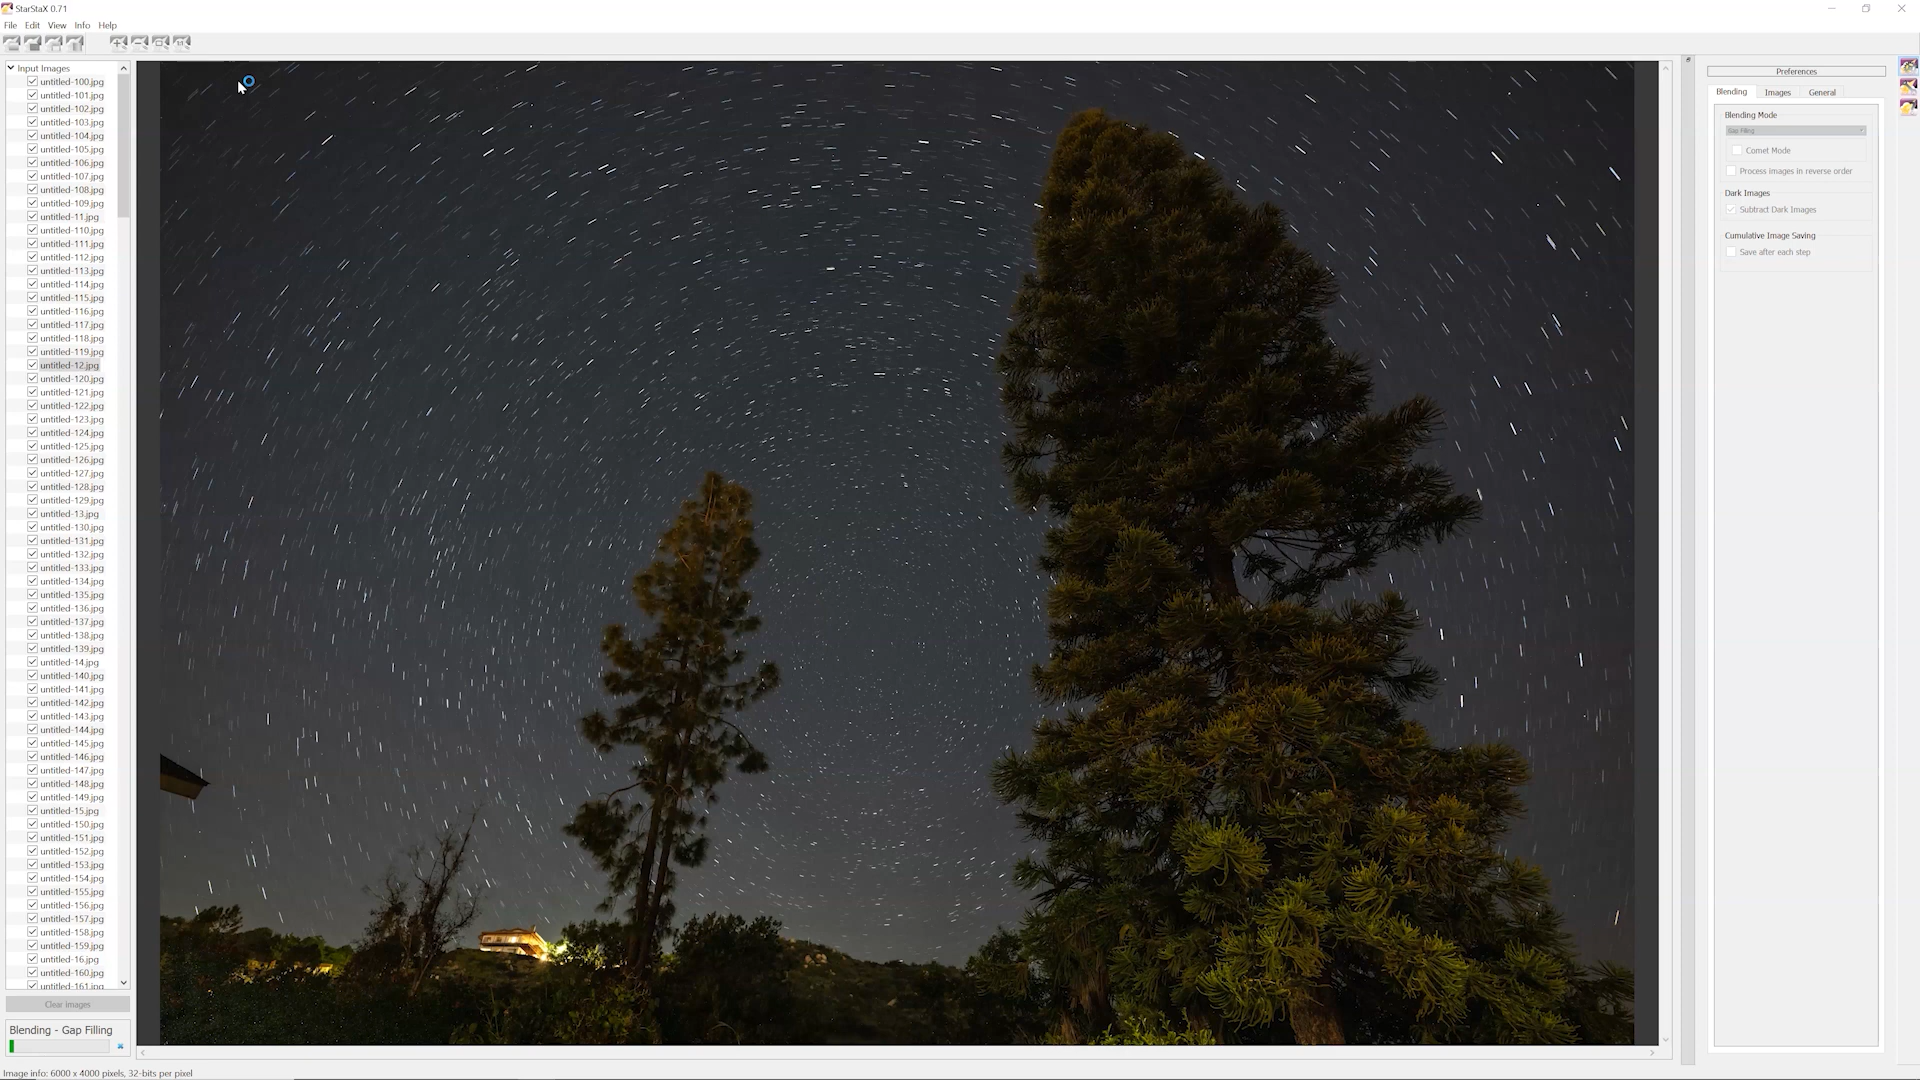 StarStaX 0.71
File Edit View Info Help
Input Images
untitled-100.jpg
untitled-101.jpg
untitled-102.jpg
untitled-103.jpg
untitled-104.jpg
untitled-105.jpg
untitled-106.jpg
untitled-107.jpg
untitled-108.jpg
untitled-109.jpg
untitled-11.jpg
untitled-110.jpg
untitled-111.jpg
untitled-112.jpg
untitled-113.jpg
untitled-114.jpg
untitled-115.jpg
untitled-116.jpg
untitled-117.jpg
untitled-118.jpg
untitled-119.jpg
untitled-12.jpg
untitled-120.jpg
untitled-121.jpg
untitled-122.jpg
untitled-123.jpg
untitled-124.jpg
untitled-125.jpg
untitled-126.jpg
untitled-127.jpg
untitled-128.jpg
untitled-129.jpg
untitled-13.jpg
untitled-130.jpg
untitled-131.jpg
untitled-132.jpg
untitled-133.jpg
untitled-134.jpg
untitled-135.jpg
untitled-136.jpg
untitled-137.jpg
untitled-138.jpg
untitled-139.jpg
untitled-14.jpg
untitled-140.jpg
untitled-141.jpg
untitled-142.jpg
untitled-143.jpg
untitled-144.jpg
untitled-145.jpg
untitled-146.jpg
untitled-147.jpg
untitled-148.jpg
untitled-149.jpg
untitled-15.jpg
untitled-150.jpg
untitled-151.jpg
untitled-152.jpg
untitled-153.jpg
untitled-154.jpg
untitled-155.jpg
untitled-156.jpg
untitled-157.jpg
untitled-158.jpg
untitled-159.jpg
untitled-16.jpg
untitled-160.jpg
untitled-161.jpg
Clear images
Blending - Gap Filling
Image info: 6000 x 4000 pixels, 32-bits per pixel
Preferences
Blending Images General
Blending Mode
Gap Filling
Comet Mode
Process images in reverse order
Dark Images
Subtract Dark Images
Cumulative Image Saving
Save after each step